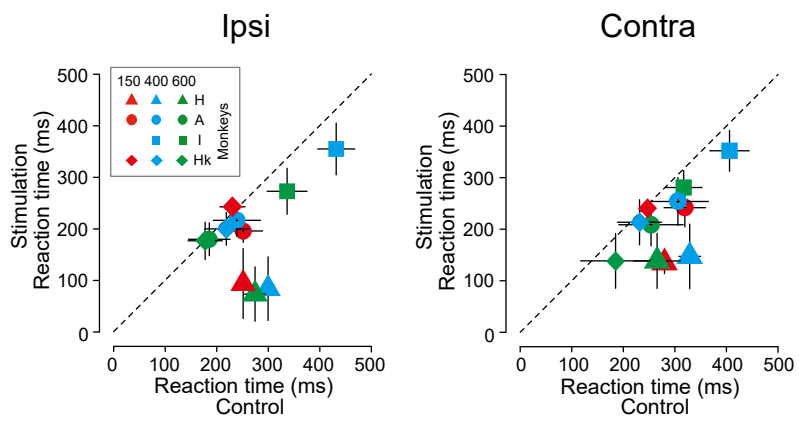 Ipsi
Contra
Stimulation
Reaction time (ms)
500
400
300
200
100
0
150 400 600
H
A
I
Hk
Monkeys
0 100 200 300 400 500
Reaction time (ms)
Control
Stimulation
Reaction time (ms)
500
400
300
200
100
0
0 100 200 300 400 500
Reaction time (ms)
Control